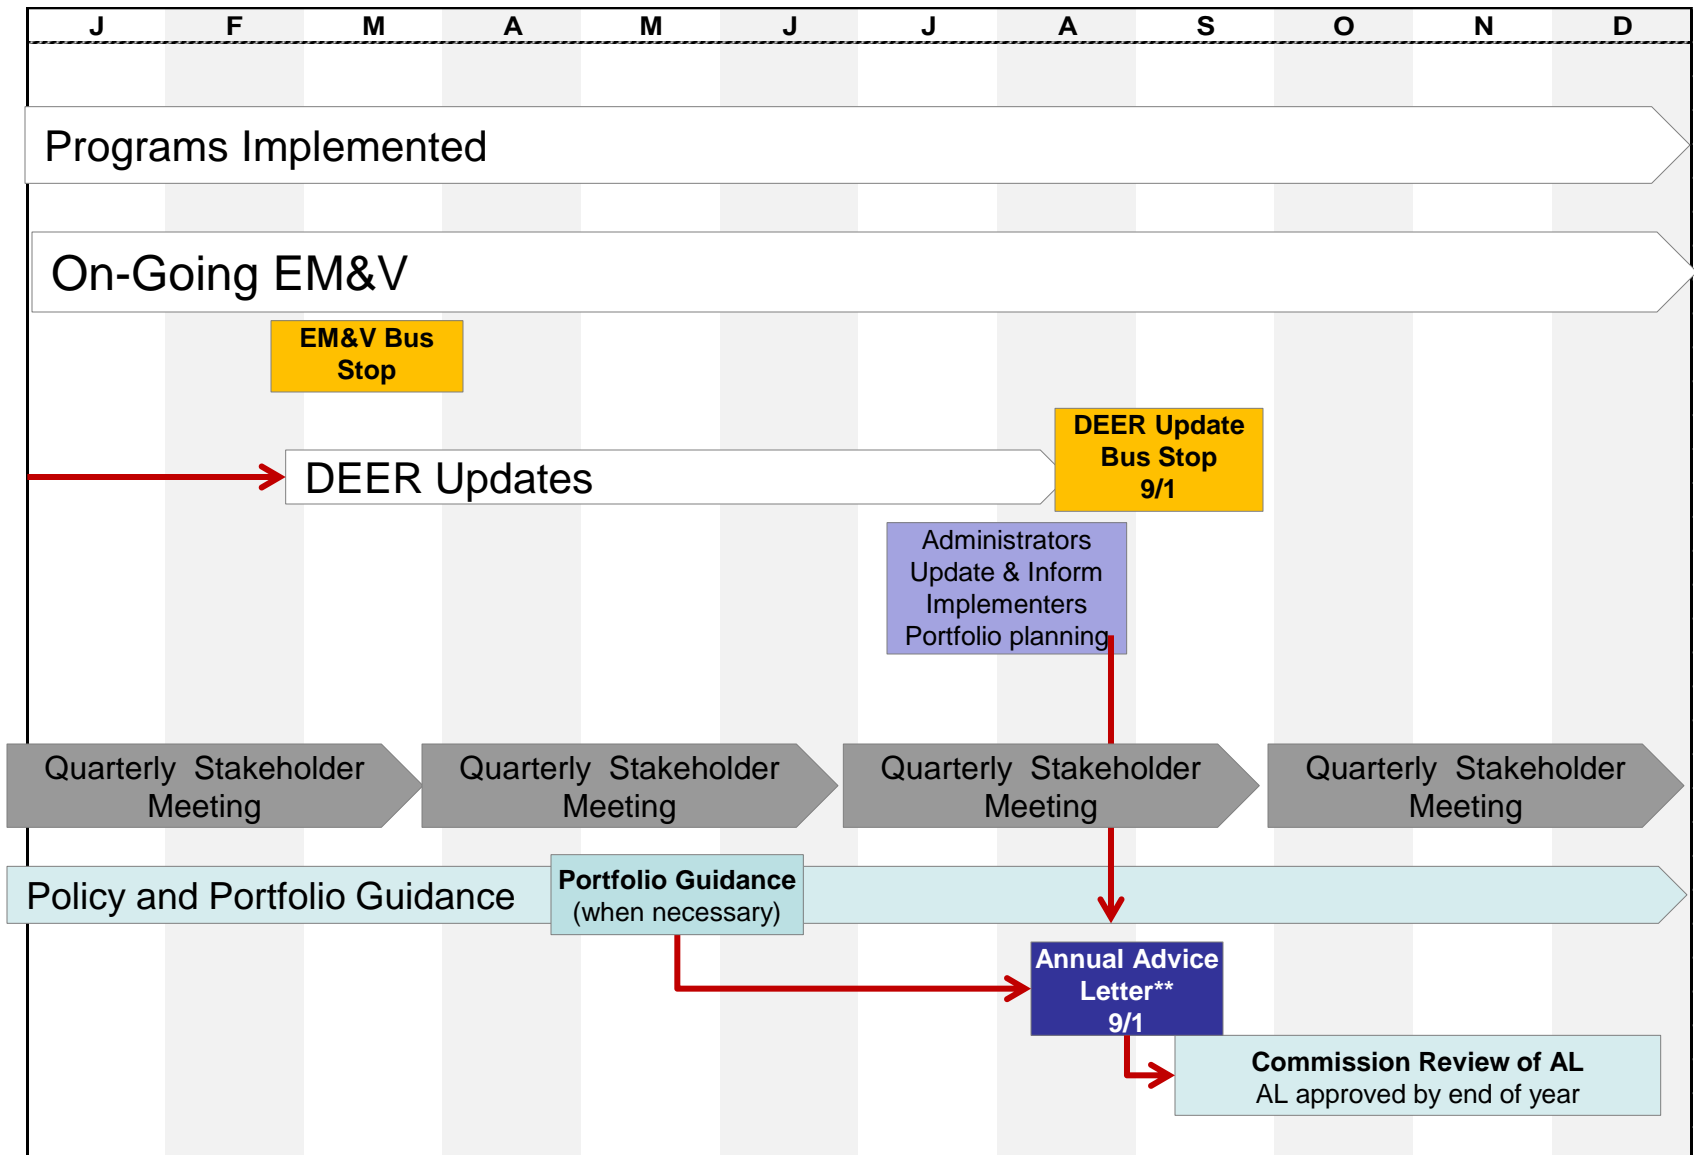 J F M A M J J A S O N D
Programs Implemented
On-Going EM&V
EM&V Bus
Stop
DEER Update
Bus Stop
9/1
DEER Updates
Administrators
Update & Inform
Implementers
Portfolio planning
Quarterly Stakeholder
Meeting
Quarterly Stakeholder
Meeting
Quarterly Stakeholder
Meeting
Quarterly Stakeholder
Meeting
Policy and Portfolio Guidance
Portfolio Guidance
(when necessary)
Annual Advice
Letter**
9/1
Commission Review of AL
AL approved by end of year